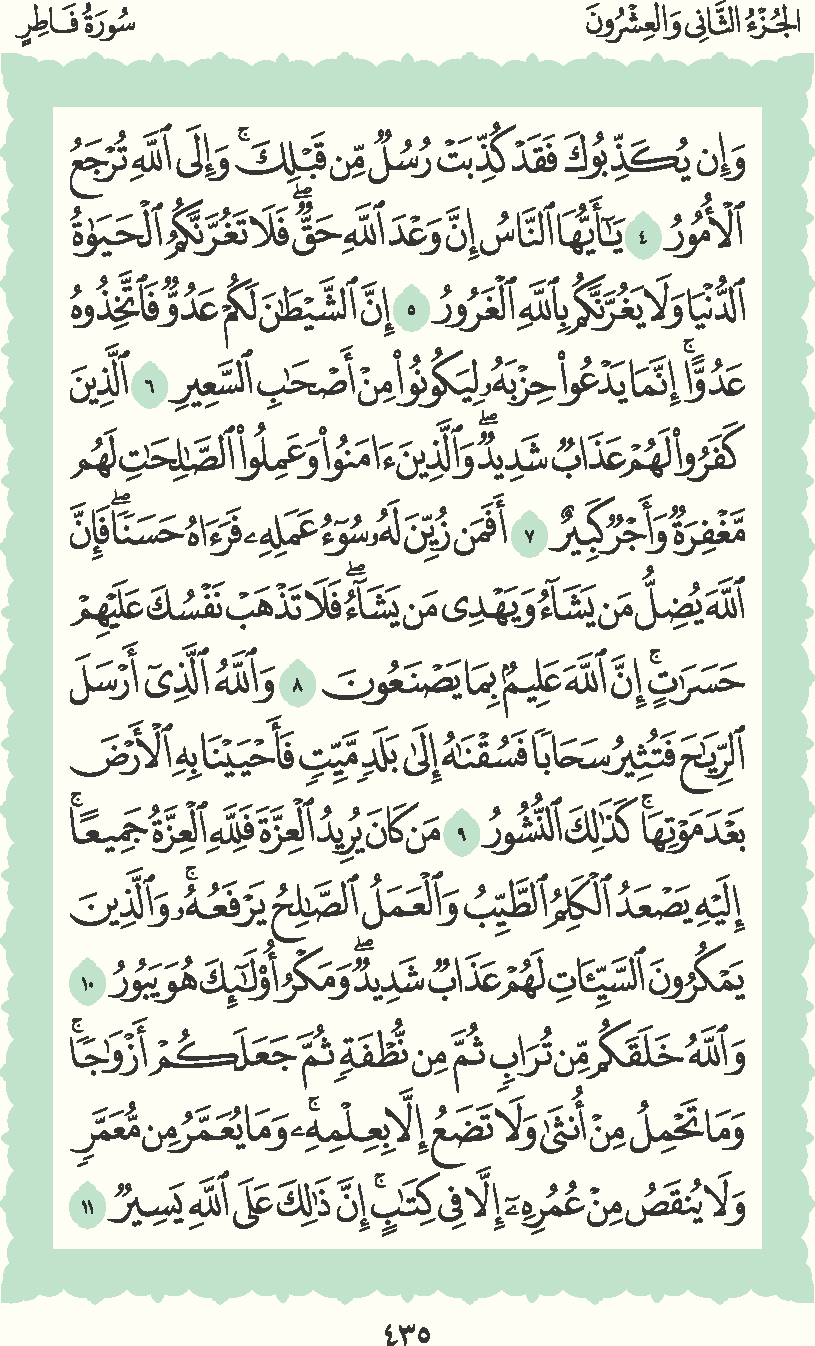 الجُزْءُ الثَّانِي وَالعِشْرُونَ
سُورَةُ فَاطِرٍ
وَإِن يُكَذِّبُوكَ فَقَدْ كُذِّبَتْ رُسُلٌ مِّن قَبْلِكَ ۚ وَإِلَى ٱللَّهِ تُرْجَعُ
ٱلْأُمُورُ ٤ يَـٰٓأَيُّهَا ٱلنَّاسُ إِنَّ وَعْدَ ٱللَّهِ حَقٌّ ۖ فَلَا تَغُرَّنَّكُمُ ٱلْحَيَوٰةُ
ٱلدُّنْيَا وَلَا يَغُرَّنَّكُم بِٱللَّهِ ٱلْغَرُورُ ٥ إِنَّ ٱلشَّيْطَـٰنَ لَكُمْ عَدُوٌّ فَٱتَّخِذُوهُ
عَدُوًّا ۚ إِنَّمَا يَدْعُوا۟ حِزْبَهُۥ لِيَكُونُوا۟ مِنْ أَصْحَـٰبِ ٱلسَّعِيرِ ٦ ٱلَّذِينَ
كَفَرُوا۟ لَهُمْ عَذَابٌ شَدِيدٌ ۖ وَٱلَّذِينَ ءَامَنُوا۟ وَعَمِلُوا۟ ٱلصَّـٰلِحَـٰتِ لَهُم
مَّغْفِرَةٌ وَأَجْرٌ كَبِيرٌ ٧ أَفَمَن زُيِّنَ لَهُۥ سُوٓءُ عَمَلِهِۦ فَرَءَاهُ حَسَنًا ۖ فَإِنَّ
ٱللَّهَ يُضِلُّ مَن يَشَآءُ وَيَهْدِى مَن يَشَآءُ ۖ فَلَا تَذْهَبْ نَفْسُكَ عَلَيْهِمْ
حَسَرَٰتٍ ۚ إِنَّ ٱللَّهَ عَلِيمٌۢ بِمَا يَصْنَعُونَ ٨ وَٱللَّهُ ٱلَّذِىٓ أَرْسَلَ
ٱلرِّيَـٰحَ فَتُثِيرُ سَحَابًا فَسُقْنَـٰهُ إِلَىٰ بَلَدٍ مَّيِّتٍ فَأَحْيَيْنَا بِهِ ٱلْأَرْضَ
بَعْدَ مَوْتِهَا ۚ كَذَٰلِكَ ٱلنُّشُورُ ٩ مَن كَانَ يُرِيدُ ٱلْعِزَّةَ فَلِلَّهِ ٱلْعِزَّةُ جَمِيعًا ۚ
إِلَيْهِ يَصْعَدُ ٱلْكَلِمُ ٱلطَّيِّبُ وَٱلْعَمَلُ ٱلصَّـٰلِحُ يَرْفَعُهُۥ ۚ وَٱلَّذِينَ
يَمْكُرُونَ ٱلسَّيِّـَٔاتِ لَهُمْ عَذَابٌ شَدِيدٌ ۖ وَمَكْرُ أُو۟لَـٰٓئِكَ هُوَ يَبُورُ ١٠
وَٱللَّهُ خَلَقَكُم مِّن تُرَابٍ ثُمَّ مِن نُّطْفَةٍ ثُمَّ جَعَلَكُمْ أَزْوَٰجًا ۚ
وَمَا تَحْمِلُ مِنْ أُنثَىٰ وَلَا تَضَعُ إِلَّا بِعِلْمِهِۦ ۚ وَمَا يُعَمَّرُ مِن مُّعَمَّرٍ
وَلَا يُنقَصُ مِنْ عُمُرِهِۦٓ إِلَّا فِى كِتَـٰبٍ ۚ إِنَّ ذَٰلِكَ عَلَى ٱللَّهِ يَسِيرٌ ١١
٤٣٥